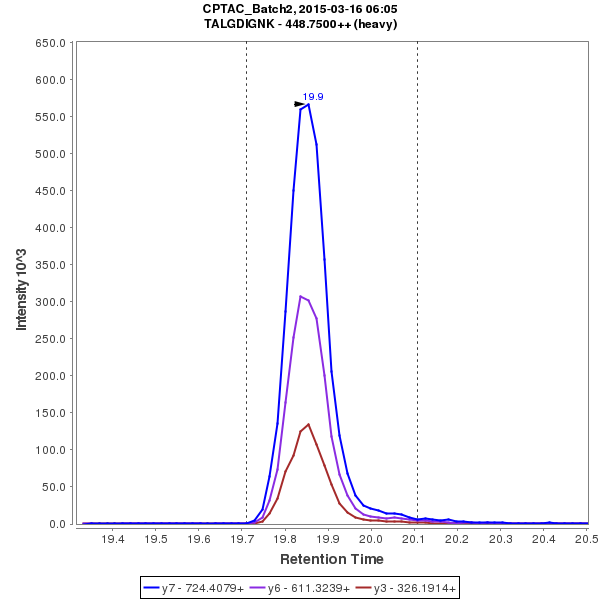 CPTAC_Batch2, 2015-03-16 06:05
TALGDIGNK - 448.7500++ (heavy)
650.0
600.0
550.0
500.0
450.0
400.0
350.0
300.0
250.0
200.0
150.0
100.0
50.0
0.0
Intensity 10^3
19.9
19.4 19.5 19.6 19.7 19.8 19.9 20.0 20.1 20.2 20.3 20.4 20.5
Retention Time
y7 - 724.4079+ y6 - 611.3239+ y3 - 326.1914+